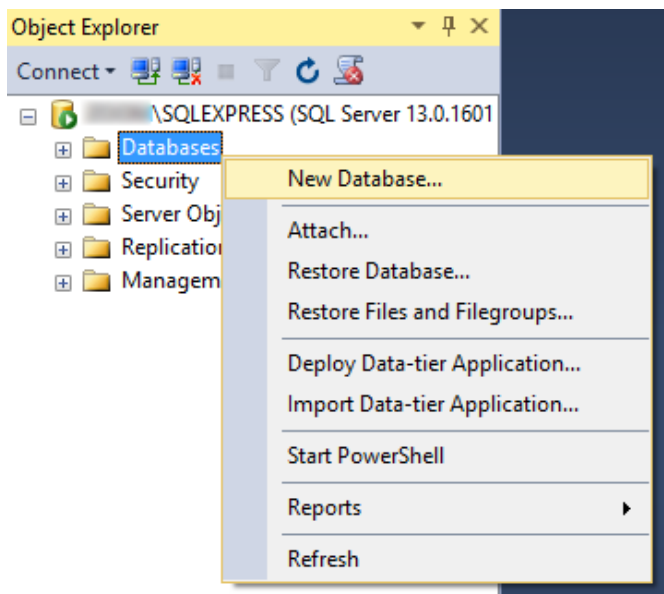 Object Explorer
Connect
\SQLEXPRESS (SQL Server 13.0.1601
Databases
Security
Server Obj
Replication
Managem
New Database...
Attach...
Restore Database...
Restore Files and Filegroups...
Deploy Data-tier Application...
Import Data-tier Application...
Start PowerShell
Reports
Refresh